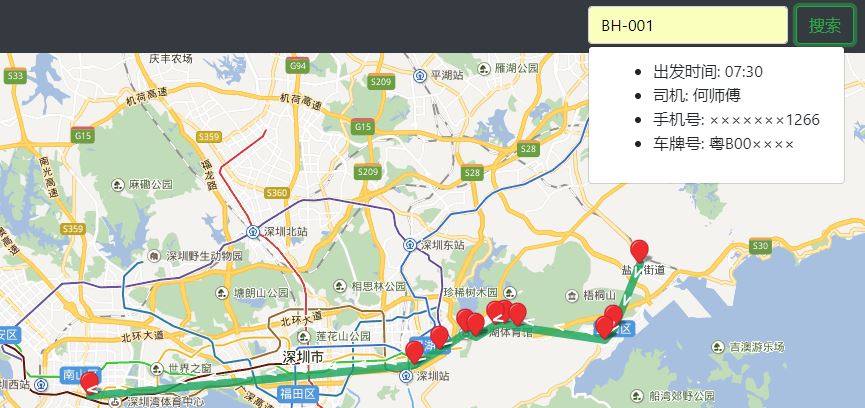 BH-001
搜索
出发时间: 07:30
司机: 何师傅
手机号: ×××××××1266
车牌号: 粤B00××××
庆丰农场
G94
雁湖公园
S33
平湖站
S209
机荷高速
机荷高速
G15
S359
G15
南光高速
福龙路
S28
麻磡公园
S360
S209
S28
S359
深圳北站
深圳东站
S30
深圳野生动物园
盐
街道
塘朗山公园
相思林公园
珍稀树木园
梧桐山
北环大道
北环大道
莲花山公园
湖
湖体育馆
区
安区
吉澳游乐场
深圳市
世界之窗
南山
深圳站
圳西站
福田区
深圳湾体育中心
广深高速
船湾郊野公园